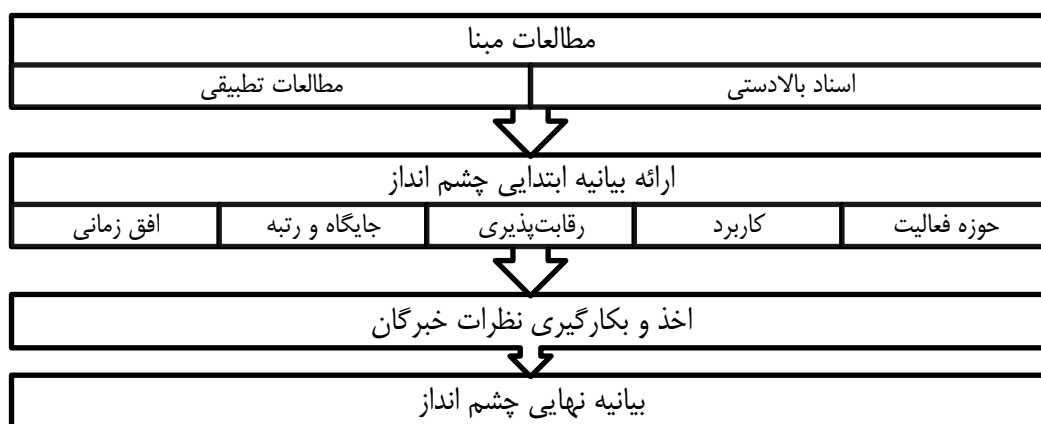 مطالعات مبنا
اسناد بالادستی
مطالعات تطبیقی
ارائه بیانیه ابتدایی چشم انداز
حوزه فعالیت
کاربرد
رقابت‌پذیری
جایگاه و رتبه
افق زمانی
اخذ و بکارگیری نظرات خبرگان
بیانیه نهایی چشم انداز